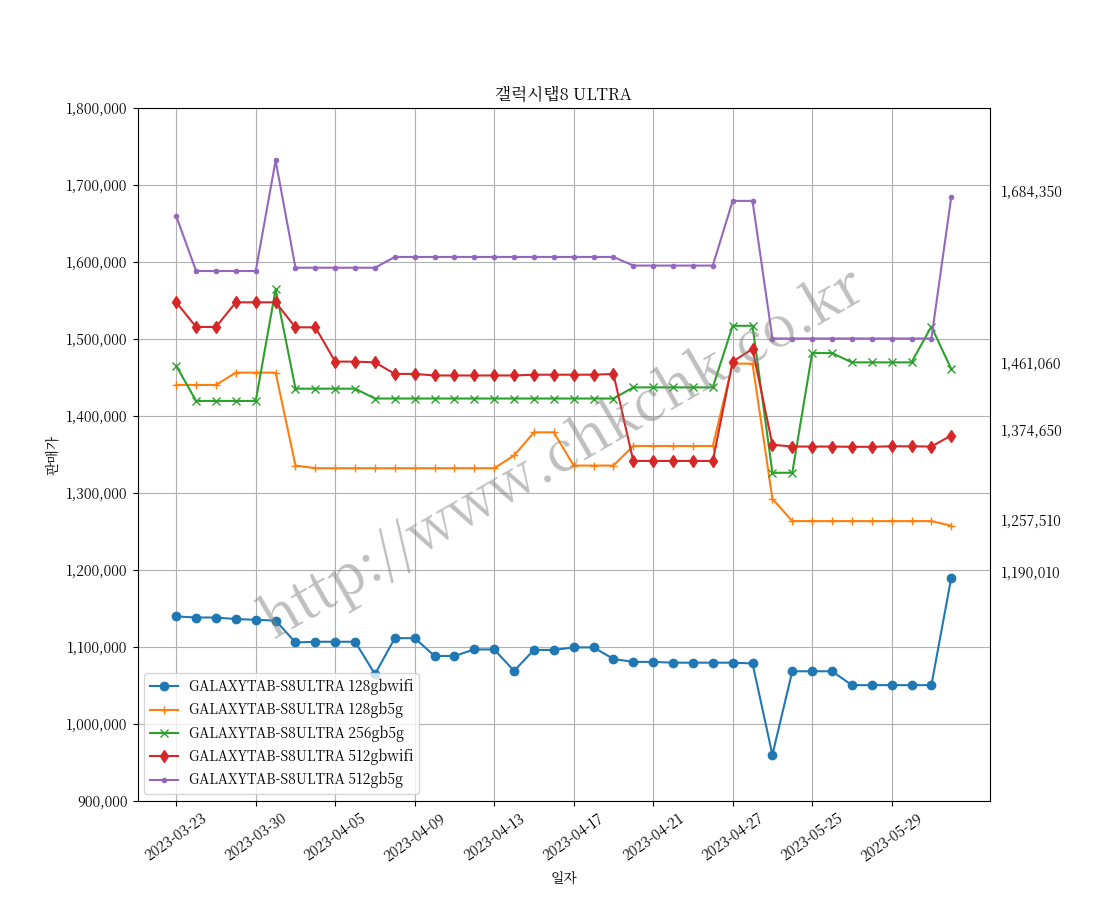 갤럭시탭8 ULTRA
1,800,000
1,700,000
1,600,000
1,500,000
1,400,000
1,300,000
1,200,000
1,100,000
1,000,000
900,000
판매가
1,684,350
1,461,060
1,374,650
1,257,510
1,190,010
http://www.chkchk.co.kr
GALAXYTAB-S8ULTRA 128gbwifi
GALAXYTAB-S8ULTRA 128gb5g
GALAXYTAB-S8ULTRA 256gb5g
GALAXYTAB-S8ULTRA 512gbwifi
GALAXYTAB-S8ULTRA 512gb5g
2023-03-23
2023-03-30
2023-04-05
2023-04-09
2023-04-13
2023-04-17
2023-04-21
2023-04-27
2023-05-25
2023-05-29
일자